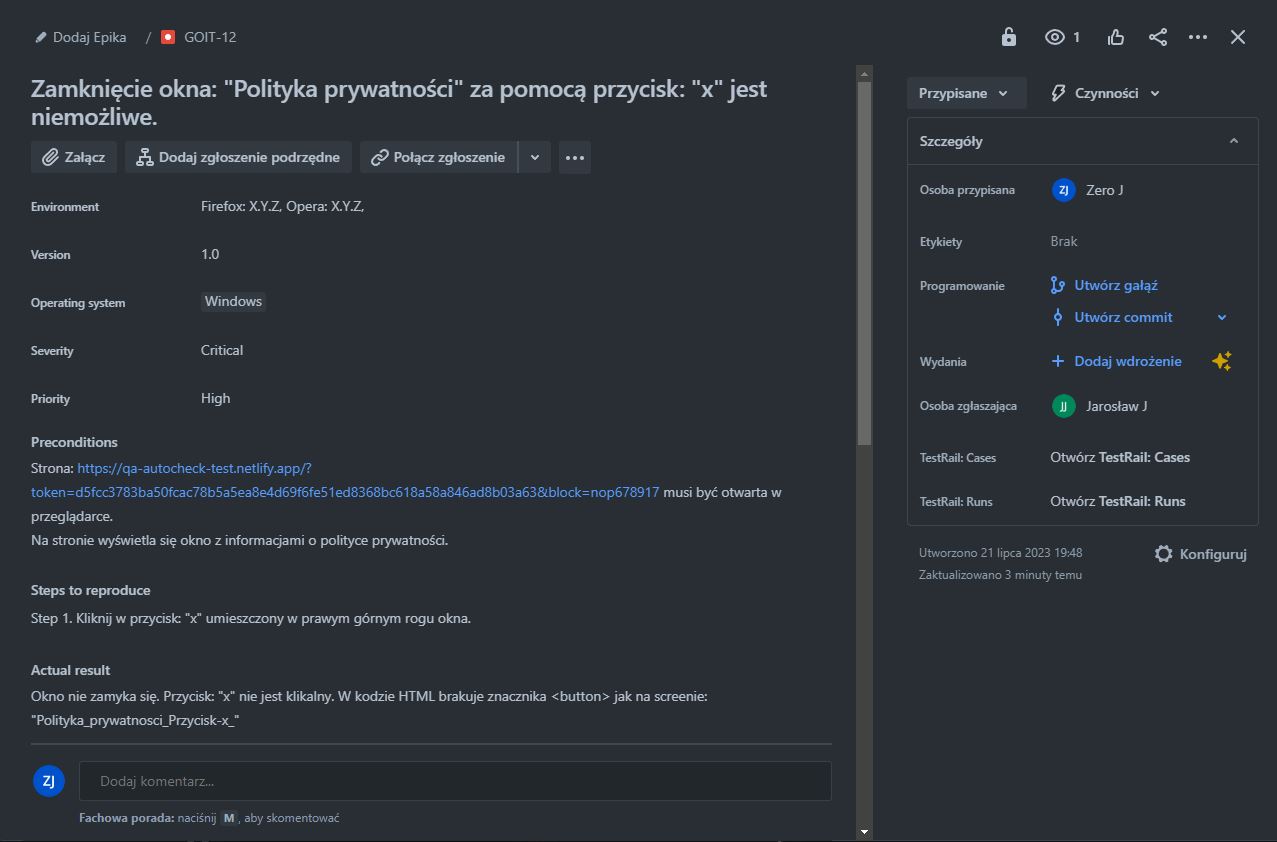 Dodaj Epika / GOIT-12
1
Zamknięcie okna: "Polityka prywatności" za pomocą przycisk: "x" jest
niemożliwe.
Załącz
Dodaj zgłoszenie podrzędne
Połącz zgłoszenie
Environment
Firefox: X.Y.Z, Opera: X.Y.Z,
Version
1.0
Operating system
Windows
Severity
Critical
Priority
High
Preconditions
Strona: https://qa-autocheck-test.netlify.app/?
token=d5fcc3783ba50fcac78b5a5ea8e4d69f6fe51ed8368bc618a58a846ad8b03a63&block=nop678917 musi być otwarta w
przeglądarce.
Na stronie wyświetla się okno z informacjami o polityce prywatności.
Steps to reproduce
Step 1. Kliknij w przycisk: "x" umieszczony w prawym górnym rogu okna.
Actual result
Okno nie zamyka się. Przycisk: "x" nie jest klikalny. W kodzie HTML brakuje znacznika <button> jak na screenie:
"Polityka_prywatnosci_Przycisk-x_"
ZJ
Dodaj komentarz...
Fachowa porada: naciśnij M, aby skomentować
Przypisane
Czynności
Szczegóły
Osoba przypisana
ZJ Zero J
Etykiety
Brak
Programowanie
Utwórz gałąź
Utwórz commit
Wydania
Dodaj wdrożenie
Osoba zgłaszająca
JJ Jarosław J
TestRail: Cases
Otwórz TestRail: Cases
TestRail: Runs
Otwórz TestRail: Runs
Utworzono 21 lipca 2023 19:48
Zaktualizowano 3 minuty temu
Konfiguruj